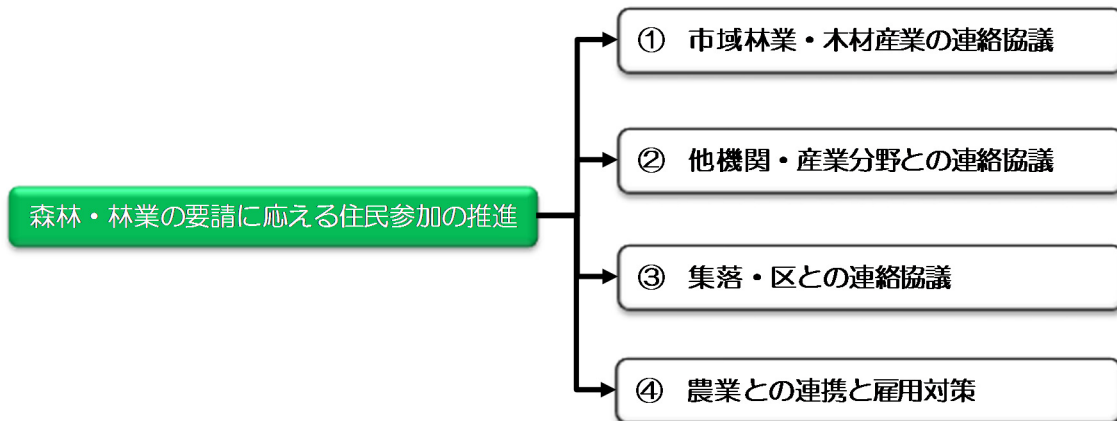 森林・林業の要請に応える住民参加の推進
① 市域林業・木材産業の連絡協議
② 他機関・産業分野との連絡協議
③ 集落・区との連絡協議
④ 農業との連携と雇用対策